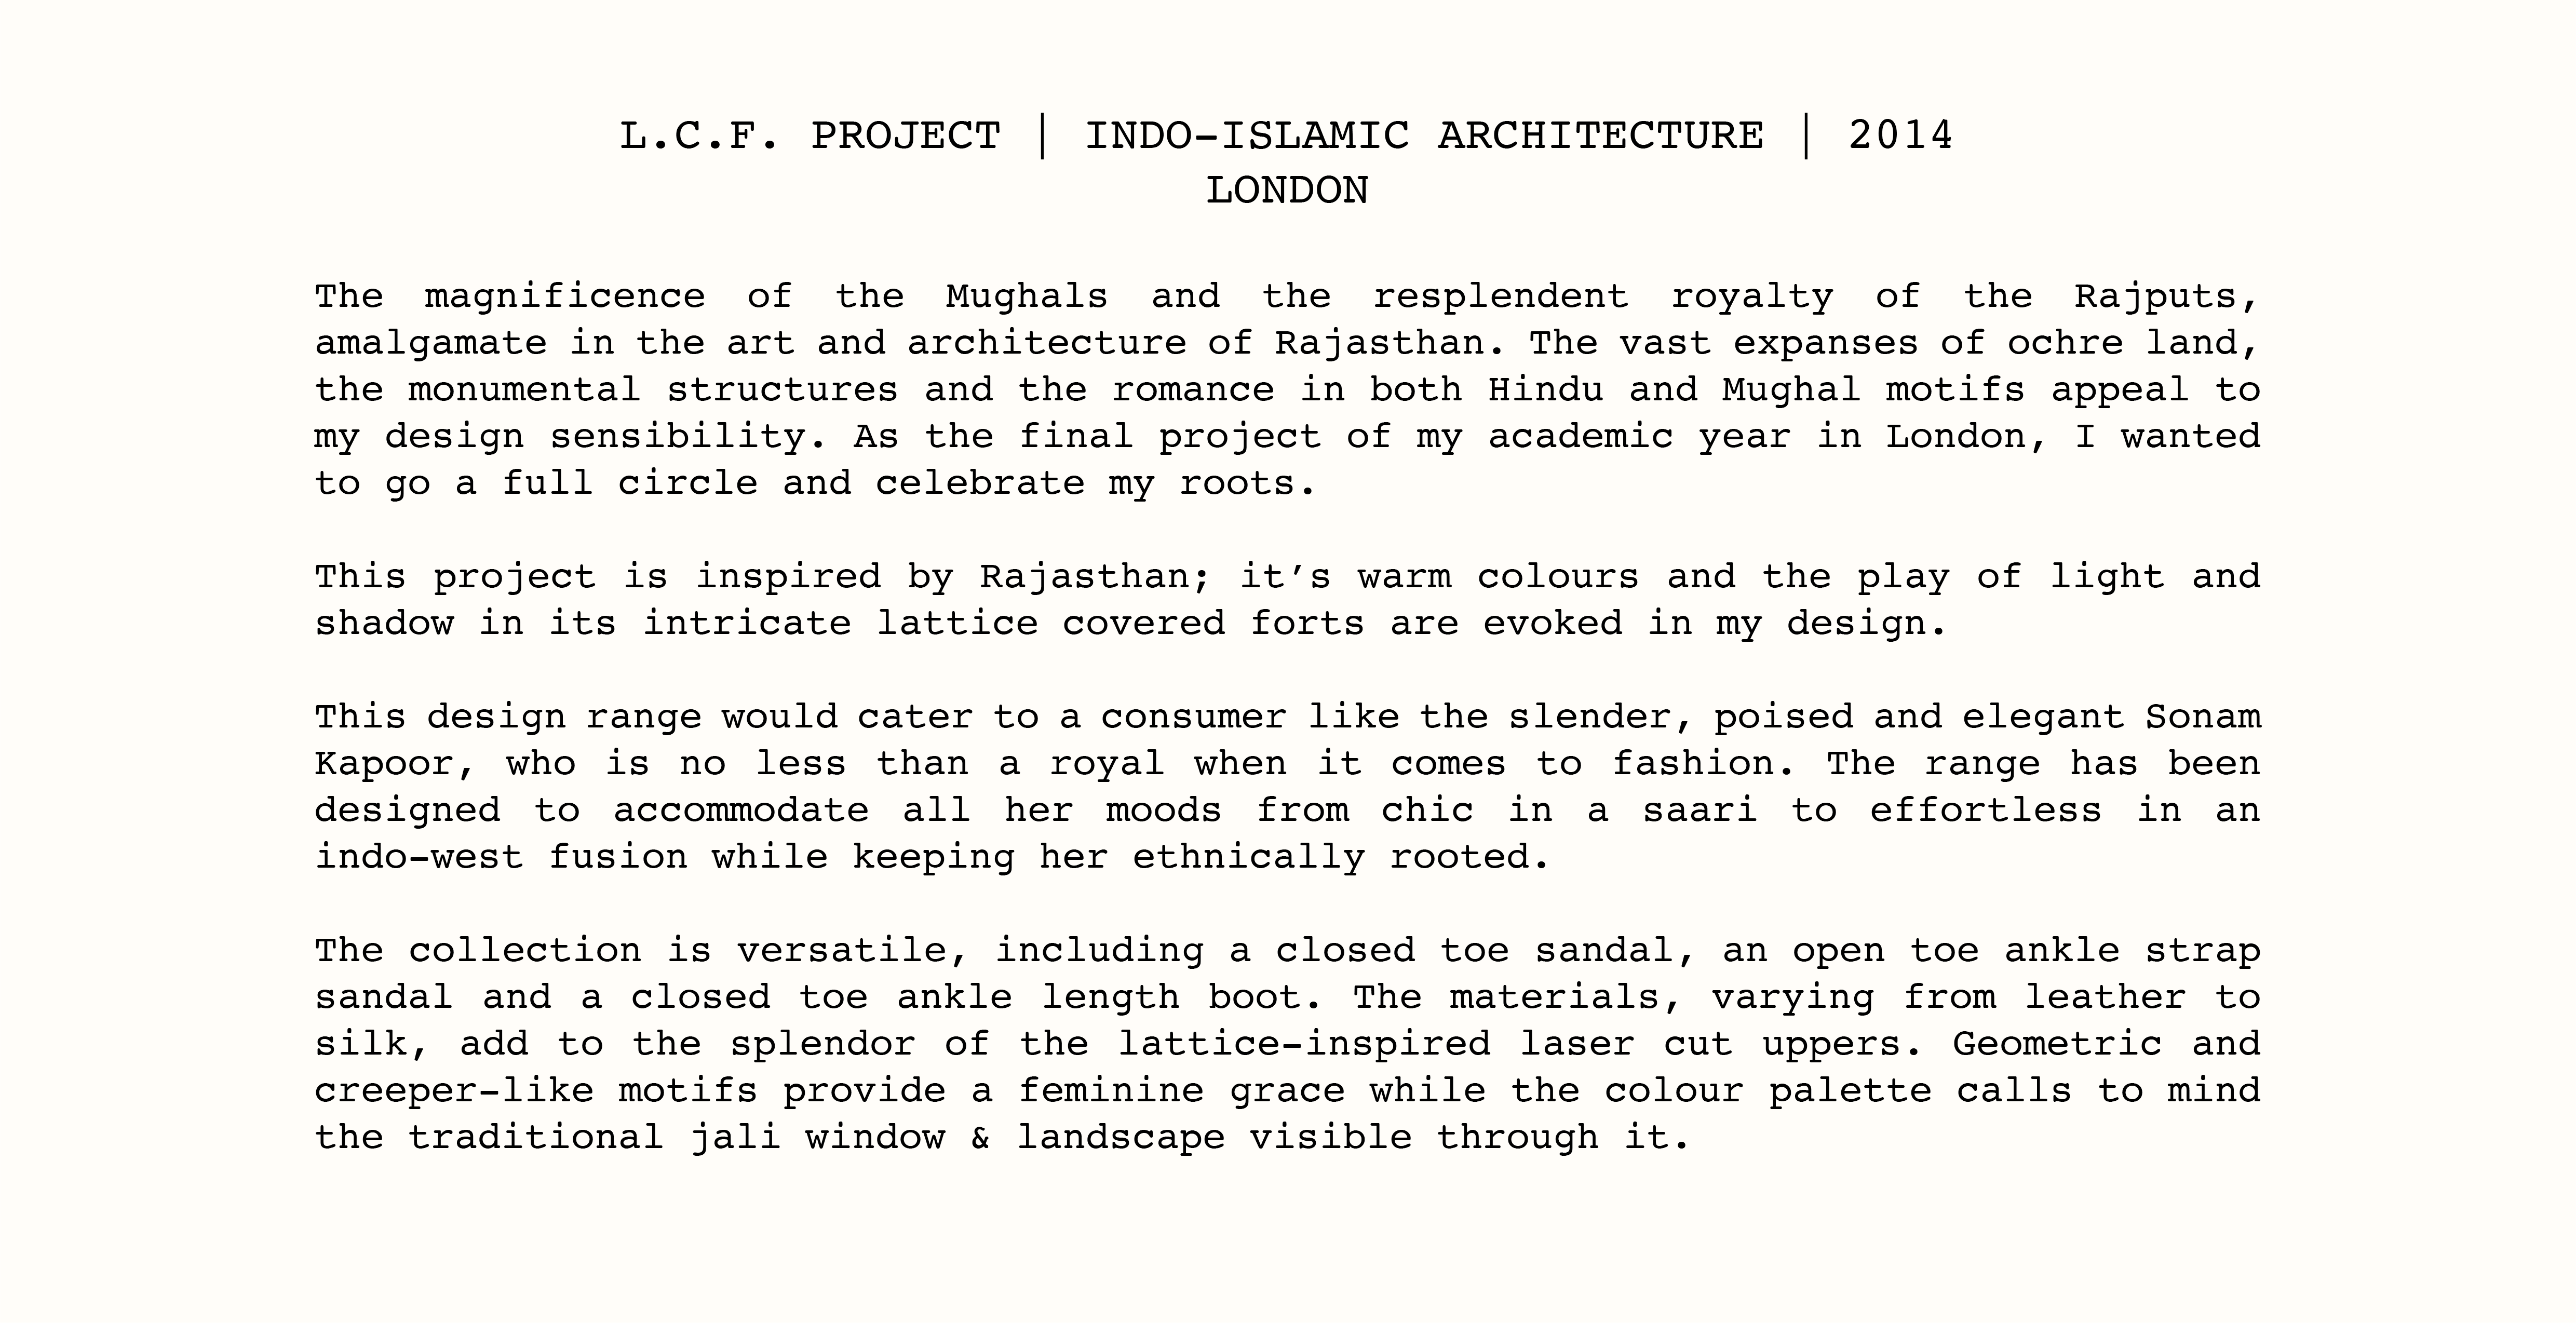 L.C.F. PROJECT | INDO-ISLAMIC ARCHITECTURE | 2014
LONDON
The magnificence of the Mughals and the resplendent royalty of the Rajputs,
amalgamate in the art and architecture of Rajasthan. The vast expanses of ochre land,
the monumental structures and the romance in both Hindu and Mughal motifs appeal to
my design sensibility. As the final project of my academic year in London, I wanted
to go a full circle and celebrate my roots.
This project is inspired by Rajasthan; it’s warm colours and the play of light and
shadow in its intricate lattice covered forts are evoked in my design.
This design range would cater to a consumer like the slender, poised and elegant Sonam
Kapoor, who is no less than a royal when it comes to fashion. The range has been
designed to accommodate all her moods from chic in a saari to effortless in an
indo-west fusion while keeping her ethnically rooted.
The collection is versatile, including a closed toe sandal, an open toe ankle strap
sandal and a closed toe ankle length boot. The materials, varying from leather to
silk, add to the splendor of the lattice-inspired laser cut uppers. Geometric and
creeper-like motifs provide a feminine grace while the colour palette calls to mind
the traditional jali window & landscape visible through it.